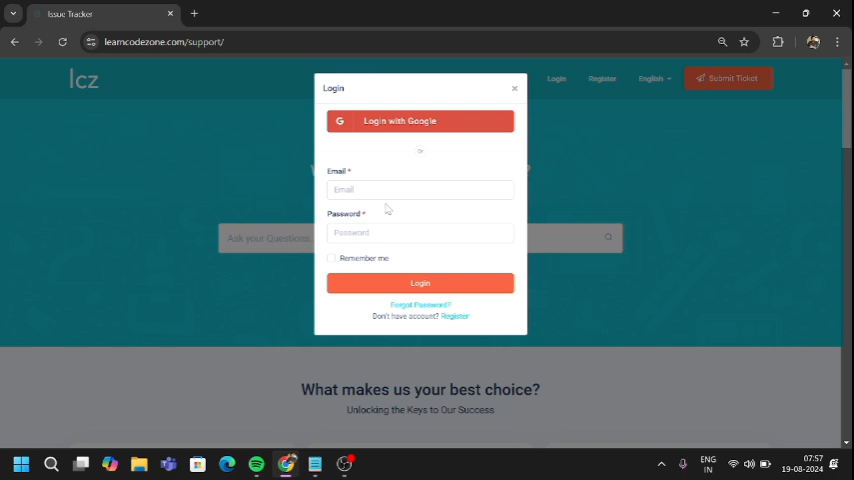 Issue Tracker
learncodezone.com/support/
lcz
Login
Register
English
Submit Ticket
Login
G Login with Google
Or
Email *
Email
Password *
Password
Remember me
Login
Forgot Password?
Don't have account? Register
Ask your Questions..
?
What makes us your best choice?
Unlocking the Keys to Our Success
ENG
IN
07:57
19-08-2024